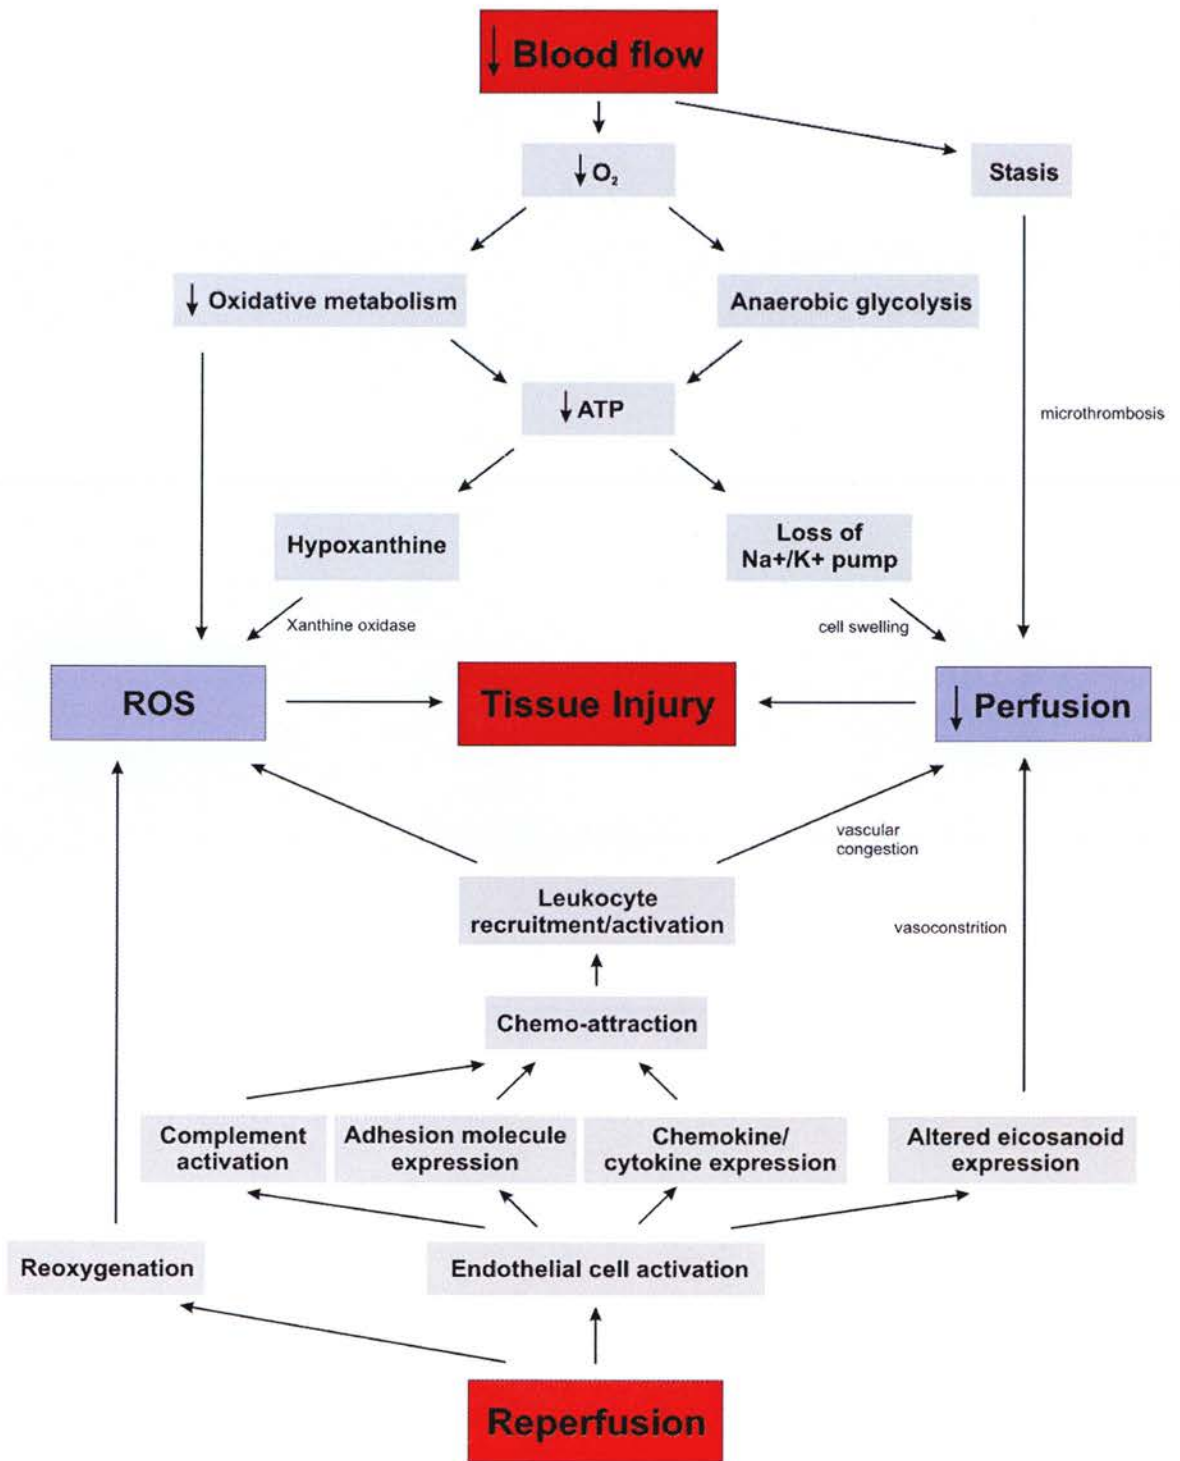 ↓ Blood flow
↓ O₂
Stasis
↓ Oxidative metabolism
Anaerobic glycolysis
↓ ATP
microthrombosis
Hypoxanthine
Loss of
Na+/K+ pump
Xanthine oxidase
cell swelling
ROS
Tissue Injury
↓ Perfusion
vascular
congestion
Leukocyte
recruitment/activation
vasoconstrition
Chemo-attraction
Complement
activation
Adhesion molecule
expression
Chemokine/
cytokine expression
Altered eicosanoid
expression
Reoxygenation
Endothelial cell activation
Reperfusion